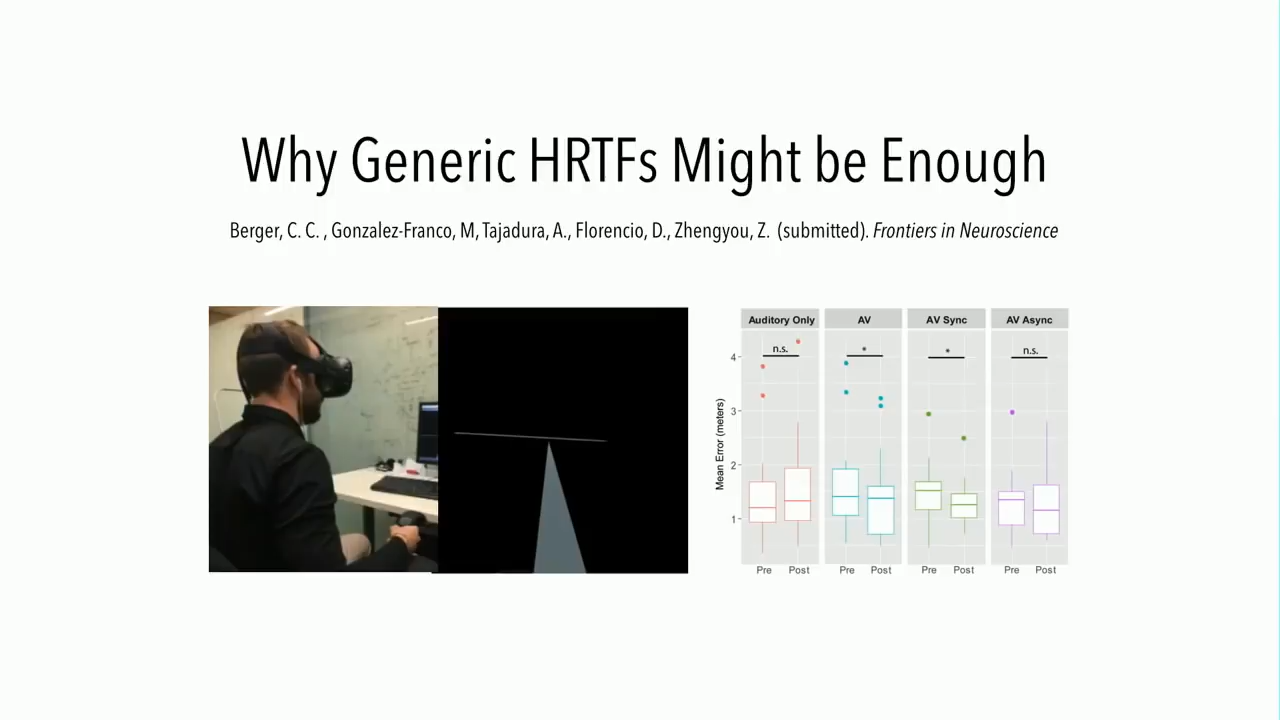 Why Generic HRTFs Might be Enough
Berger, C. C. , Gonzalez-Franco, M, Tajadura, A., Florencio, D., Zhengyou, Z. (submitted). Frontiers in Neuroscience
Auditory Only
AV
AV Sync
AV Async
n.s.
*
*
n.s.
Mean Error (meters)
4
3
2
1
Pre
Post
Pre
Post
Pre
Post
Pre
Post